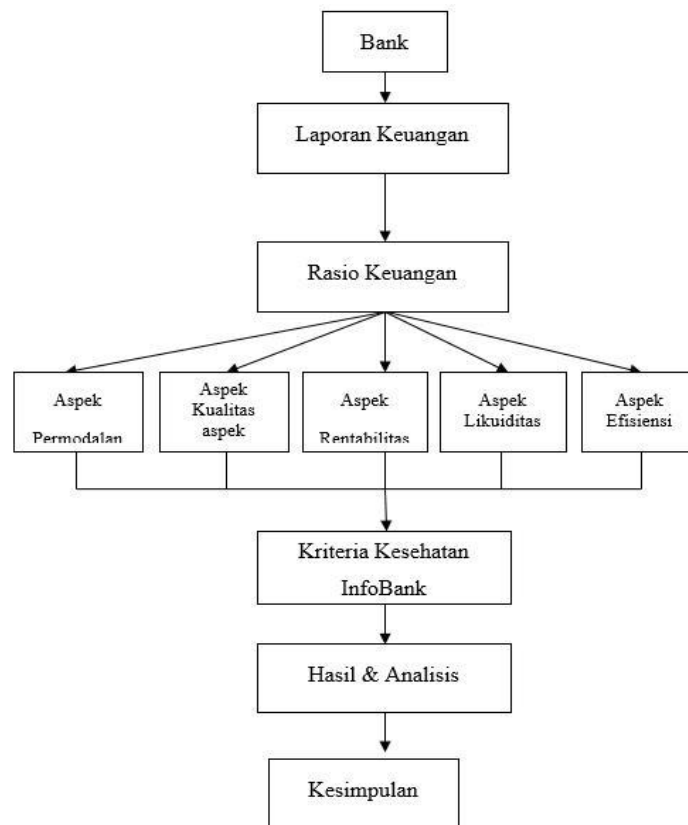 Bank
Laporan Keuangan
Rasio Keuangan
Aspek
Permodalan
Aspek
Kualitas
aspek
Aspek
Rentabilitas
Aspek
Likuiditas
Aspek
Efisiensi
Kriteria Kesehatan
InfoBank
Hasil & Analisis
Kesimpulan